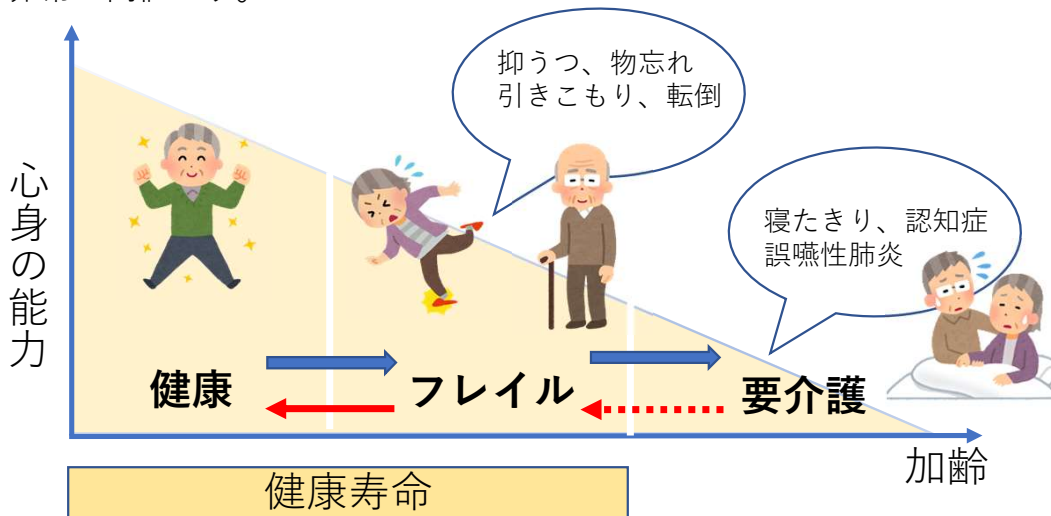 抑うつ、物忘れ
引きこもり、転倒
心身の能力
寝たきり、認知症
誤嚥性肺炎
健康
フレイル
要介護
加齢
健康寿命